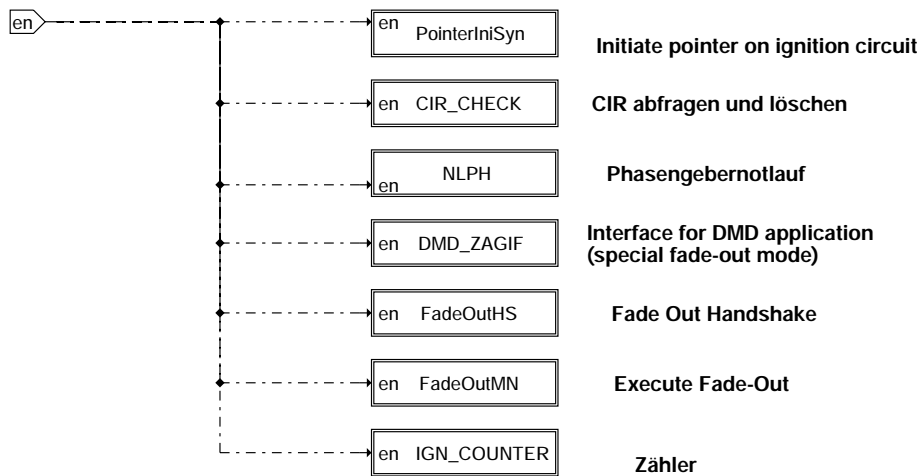 en
en PointerIniSyn
Initiate pointer on ignition circuit
en CIR_CHECK
CIR abfragen und löschen
en NLPH
Phasengebernotlauf
en DMD_ZAGIF
Interface for DMD application
(special fade-out mode)
en FadeOutHS
Fade Out Handshake
en FadeOutMN
Execute Fade-Out
en IGN_COUNTER
Zähler